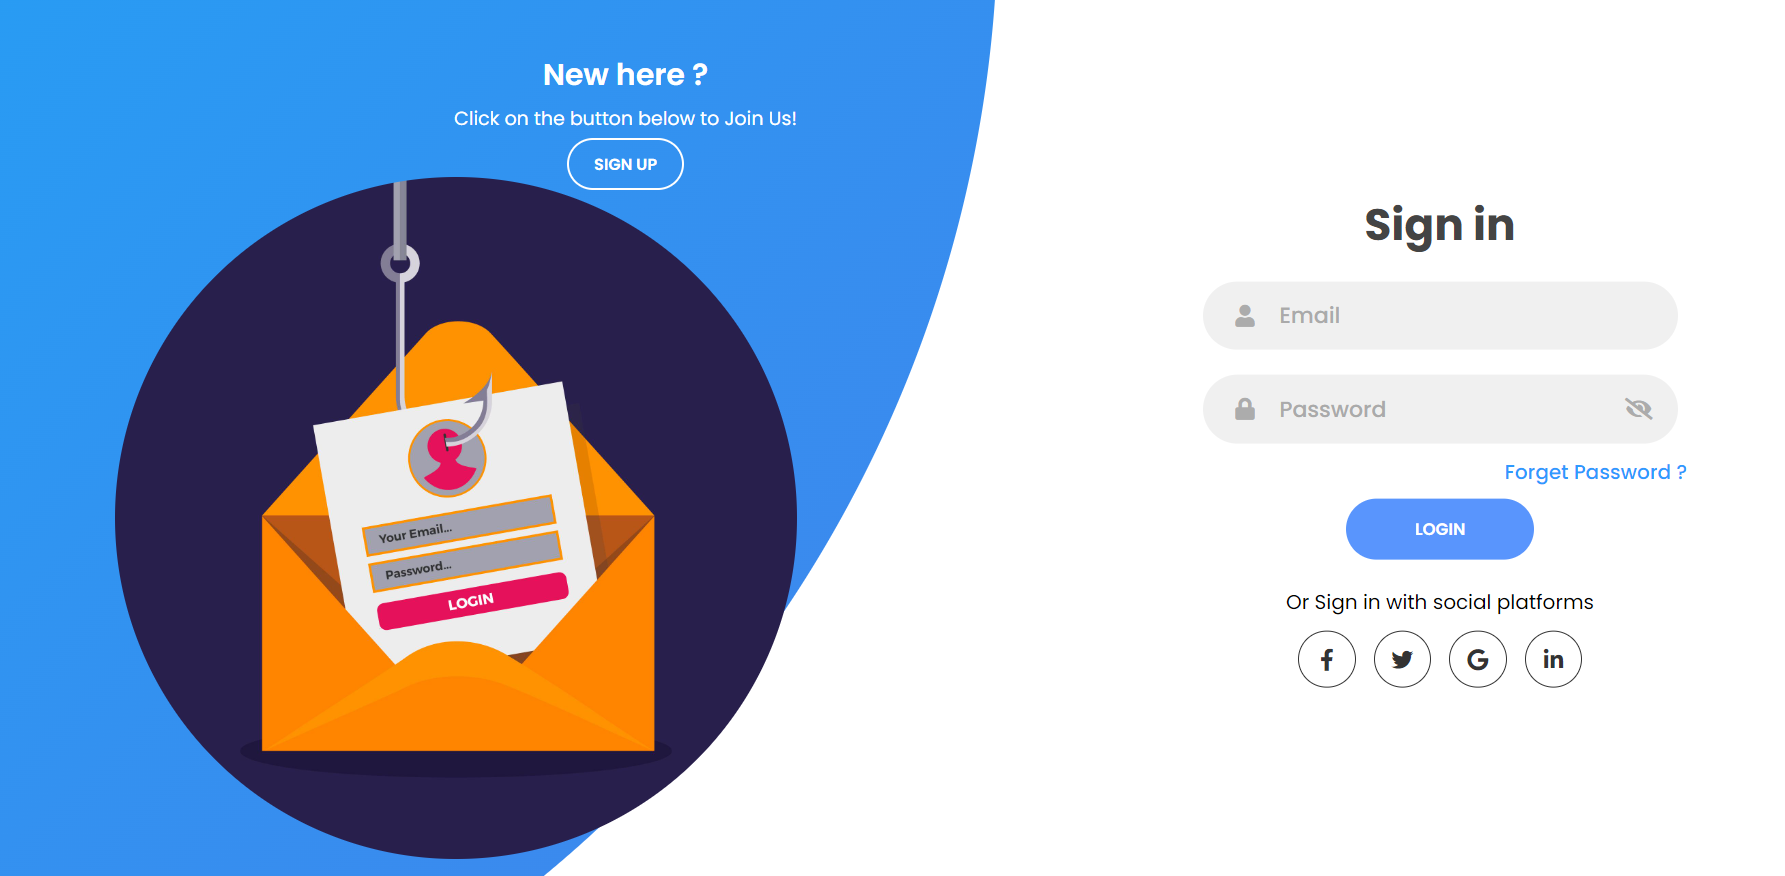 New here ?
Click on the button below to Join Us!
SIGN UP
Your Email...
Password...
LOGIN
Sign in
Email
Password
Forget Password ?
LOGIN
Or Sign in with social platforms